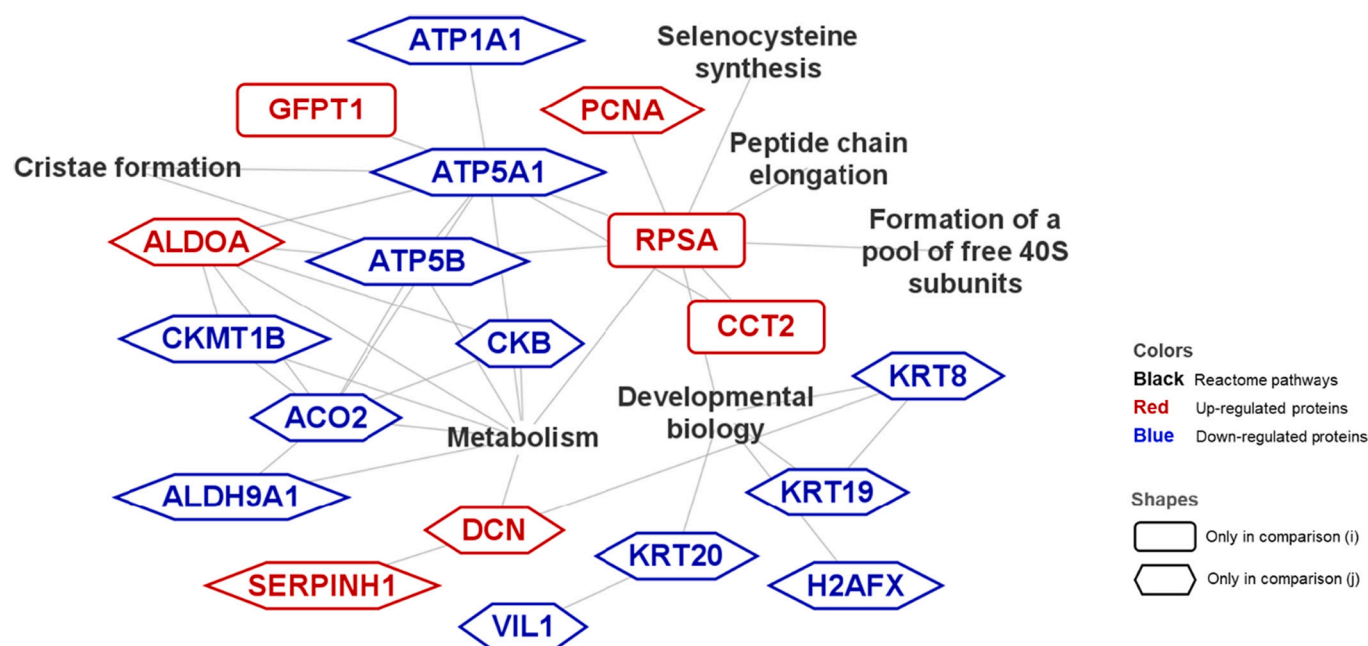 ATP1A1
Selenocysteine
synthesis
GFPT1
PCNA
Peptide chain
elongation
Cristae formation
ATP5A1
Formation of a
pool of free 40S
subunits
ALDOA
RPSA
ATP5B
CCT2
CKMT1B
CKB
KRT8
Developmental
biology
ACO2
Metabolism
ALDH9A1
KRT19
DCN
KRT20
SERPINH1
H2AFX
VIL1
Colors
Black Reactome pathways
Red Up-regulated proteins
Blue Down-regulated proteins
Shapes
Only in comparison (i)
Only in comparison (j)